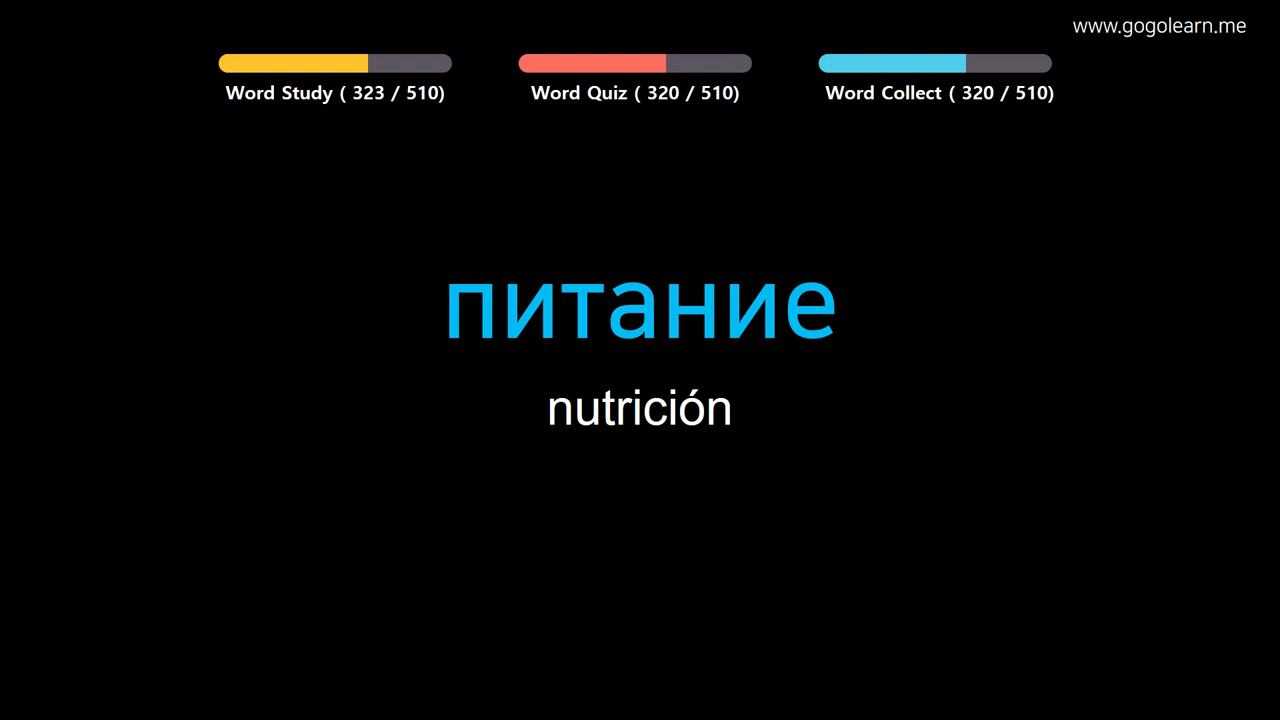 www.gogolearn.me
Word Study ( 323 / 510)
Word Quiz ( 320 / 510)
Word Collect ( 320 / 510)
питание
nutrición